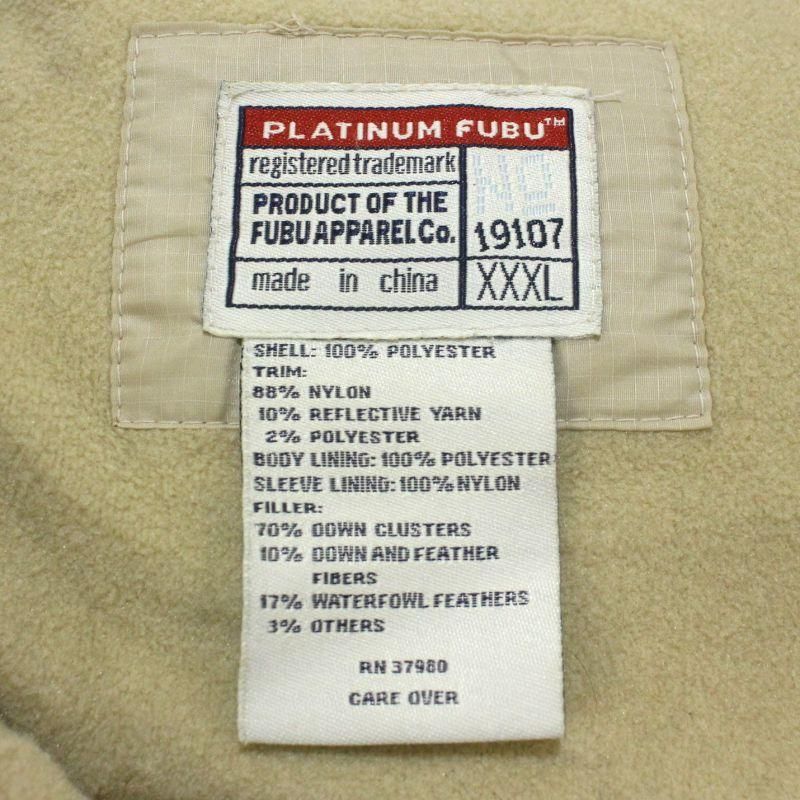 PLATINUM FUBU™
registered trademark
NO
PRODUCT OF THE
FUBU APPAREL Co.
19107
made in china
XXXL
SHELL: 100% POLYESTER
TRIM:
88% NYLON
10% REFLECTIVE YARN
2% POLYESTER
BODY LINING: 100% POLYESTER
SLEEVE LINING: 100% NYLON
FILLER:
70% DOWN CLUSTERS
10% DOWN AND FEATHER
FIBERS
17% WATERFOWL FEATHERS
3% OTHERS
RN 37980
CARE OVER